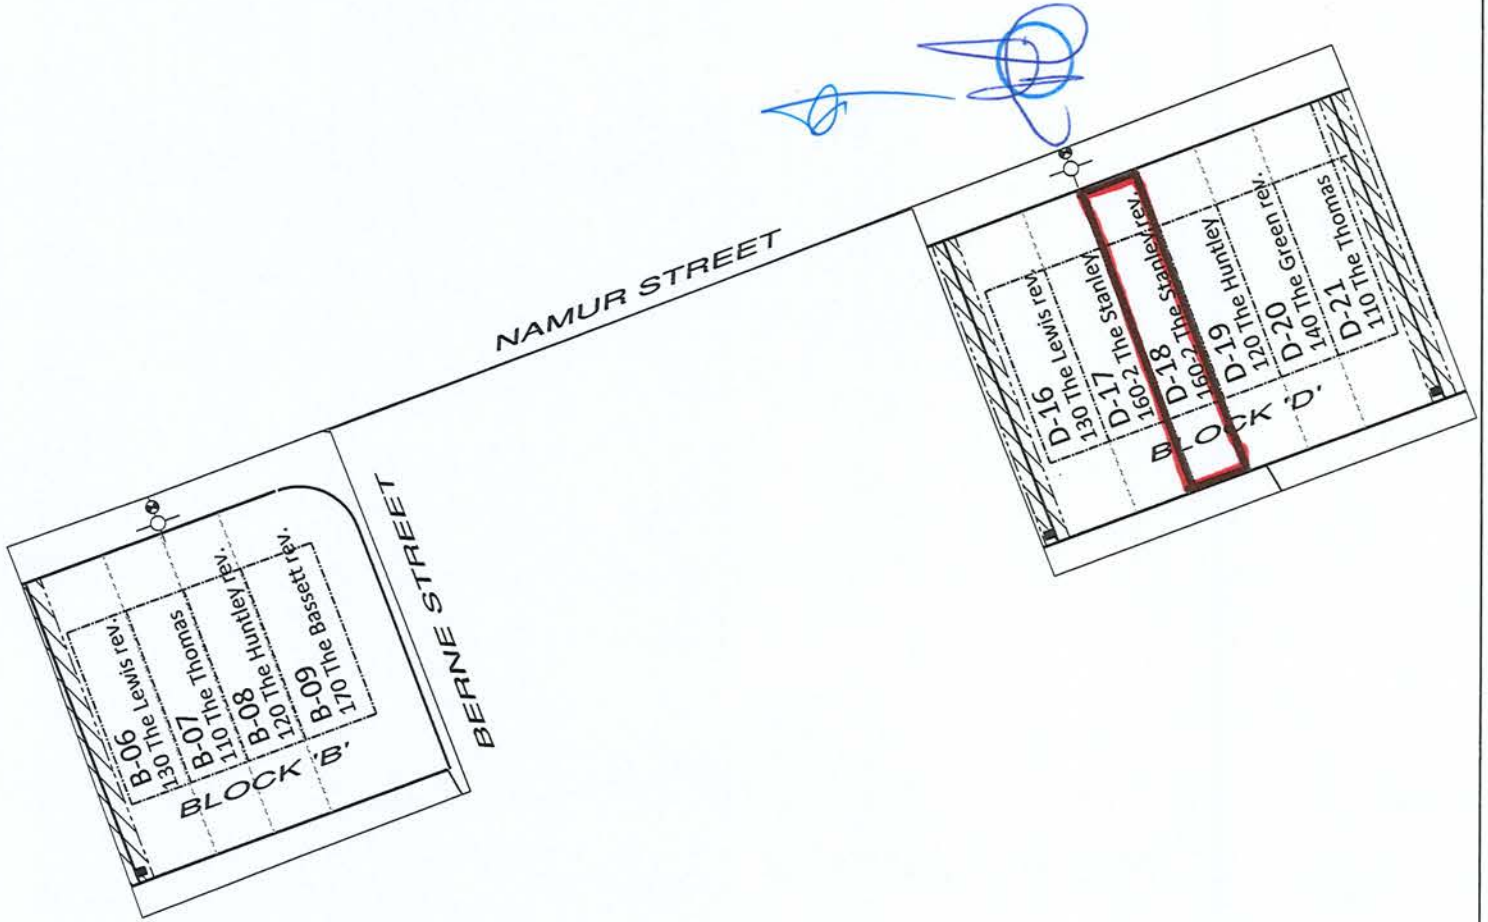 NAMUR STREET
BERNE STREET
B-06
130 The Lewis rev.
B-07
110 The Thomas
B-08
120 The Huntley rev.
B-09
170 The Bassett rev.
BLOCK 'B'
D-16
130 The Lewis rev.
D-17
160-2 The Stanley
D-18
160-2 The Stanley rev.
D-19
120 The Huntley
D-20
140 The Green rev.
D-21
110 The Thomas
BLOCK 'D'